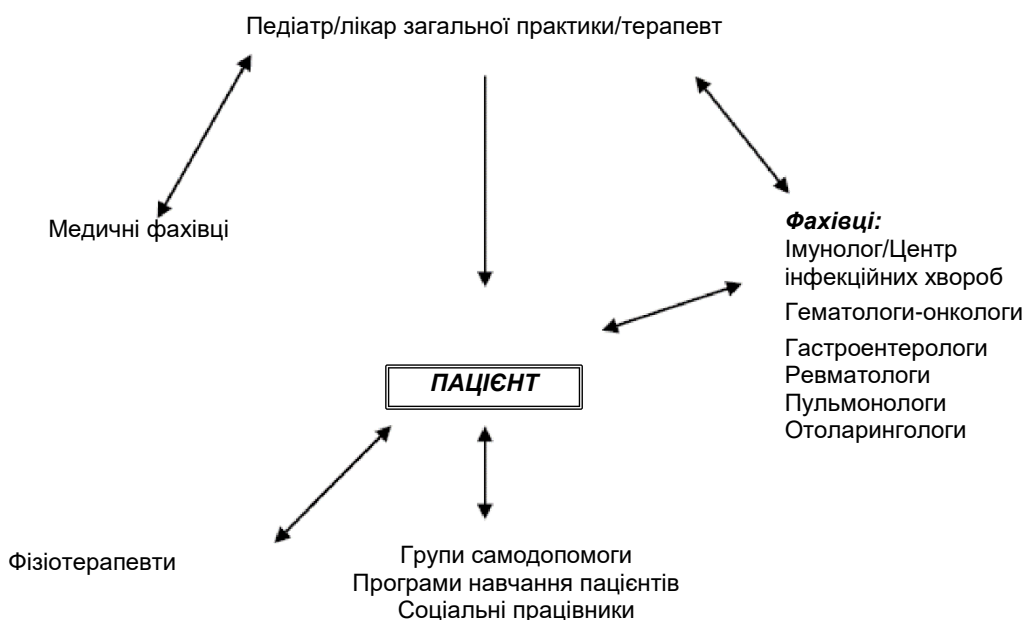 Педіатр/лікар загальної практики/терапевт
Медичні фахівці
Фахівці:
Імунолог/Центр
інфекційних хвороб
Гематологи-онкологи
Гастроентерологи
Ревматологи
Пульмонологи
Отоларингологи
ПАЦІЄНТ
Фізіотерапевти
Групи самодопомоги
Програми навчання пацієнтів
Соціальні працівники